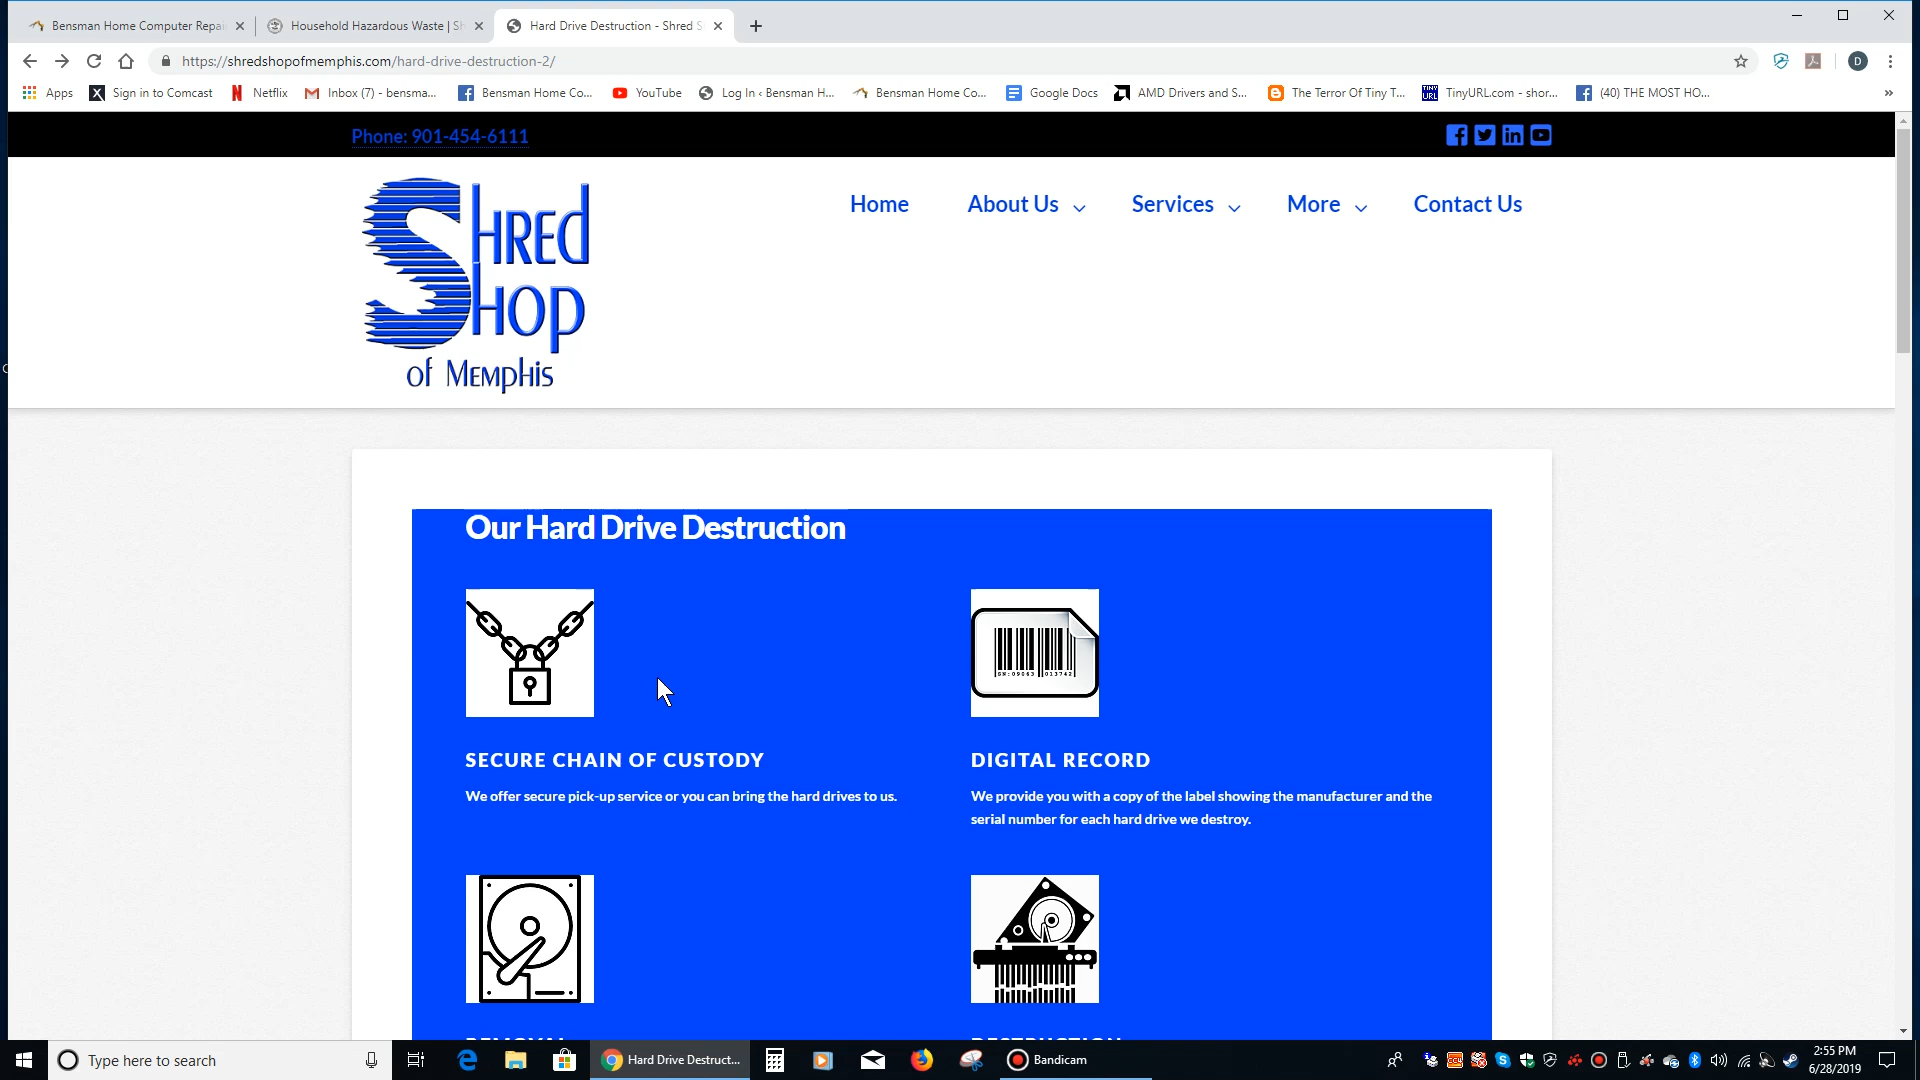 Bensman Home Computer Repai
Household Hazardous Waste | Sh
Hard Drive Destruction - Shred S
https://shredshopofmemphis.com/hard-drive-destruction-2/
D
Apps
Sign in to Comcast
Netflix
Inbox (7) - bensma...
Bensman Home Co...
YouTube
Log In ‹ Bensman H...
Bensman Home Co...
Google Docs
AMD Drivers and S...
The Terror Of Tiny T...
TinyURL.com - shor...
(40) THE MOST HO...
»
Phone: 901-454-6111
Shred
Shop
of Memphis
Home
About Us
Services
More
Contact Us
Our Hard Drive Destruction
SN:09063 013742
SECURE CHAIN OF CUSTODY
We offer secure pick-up service or you can bring the hard drives to us.
DIGITAL RECORD
We provide you with a copy of the label showing the manufacturer and the
serial number for each hard drive we destroy.
REMOVAL
DESTRUCTION
Type here to search
Hard Drive Destruct...
Bandicam
2:55 PM
6/28/2019